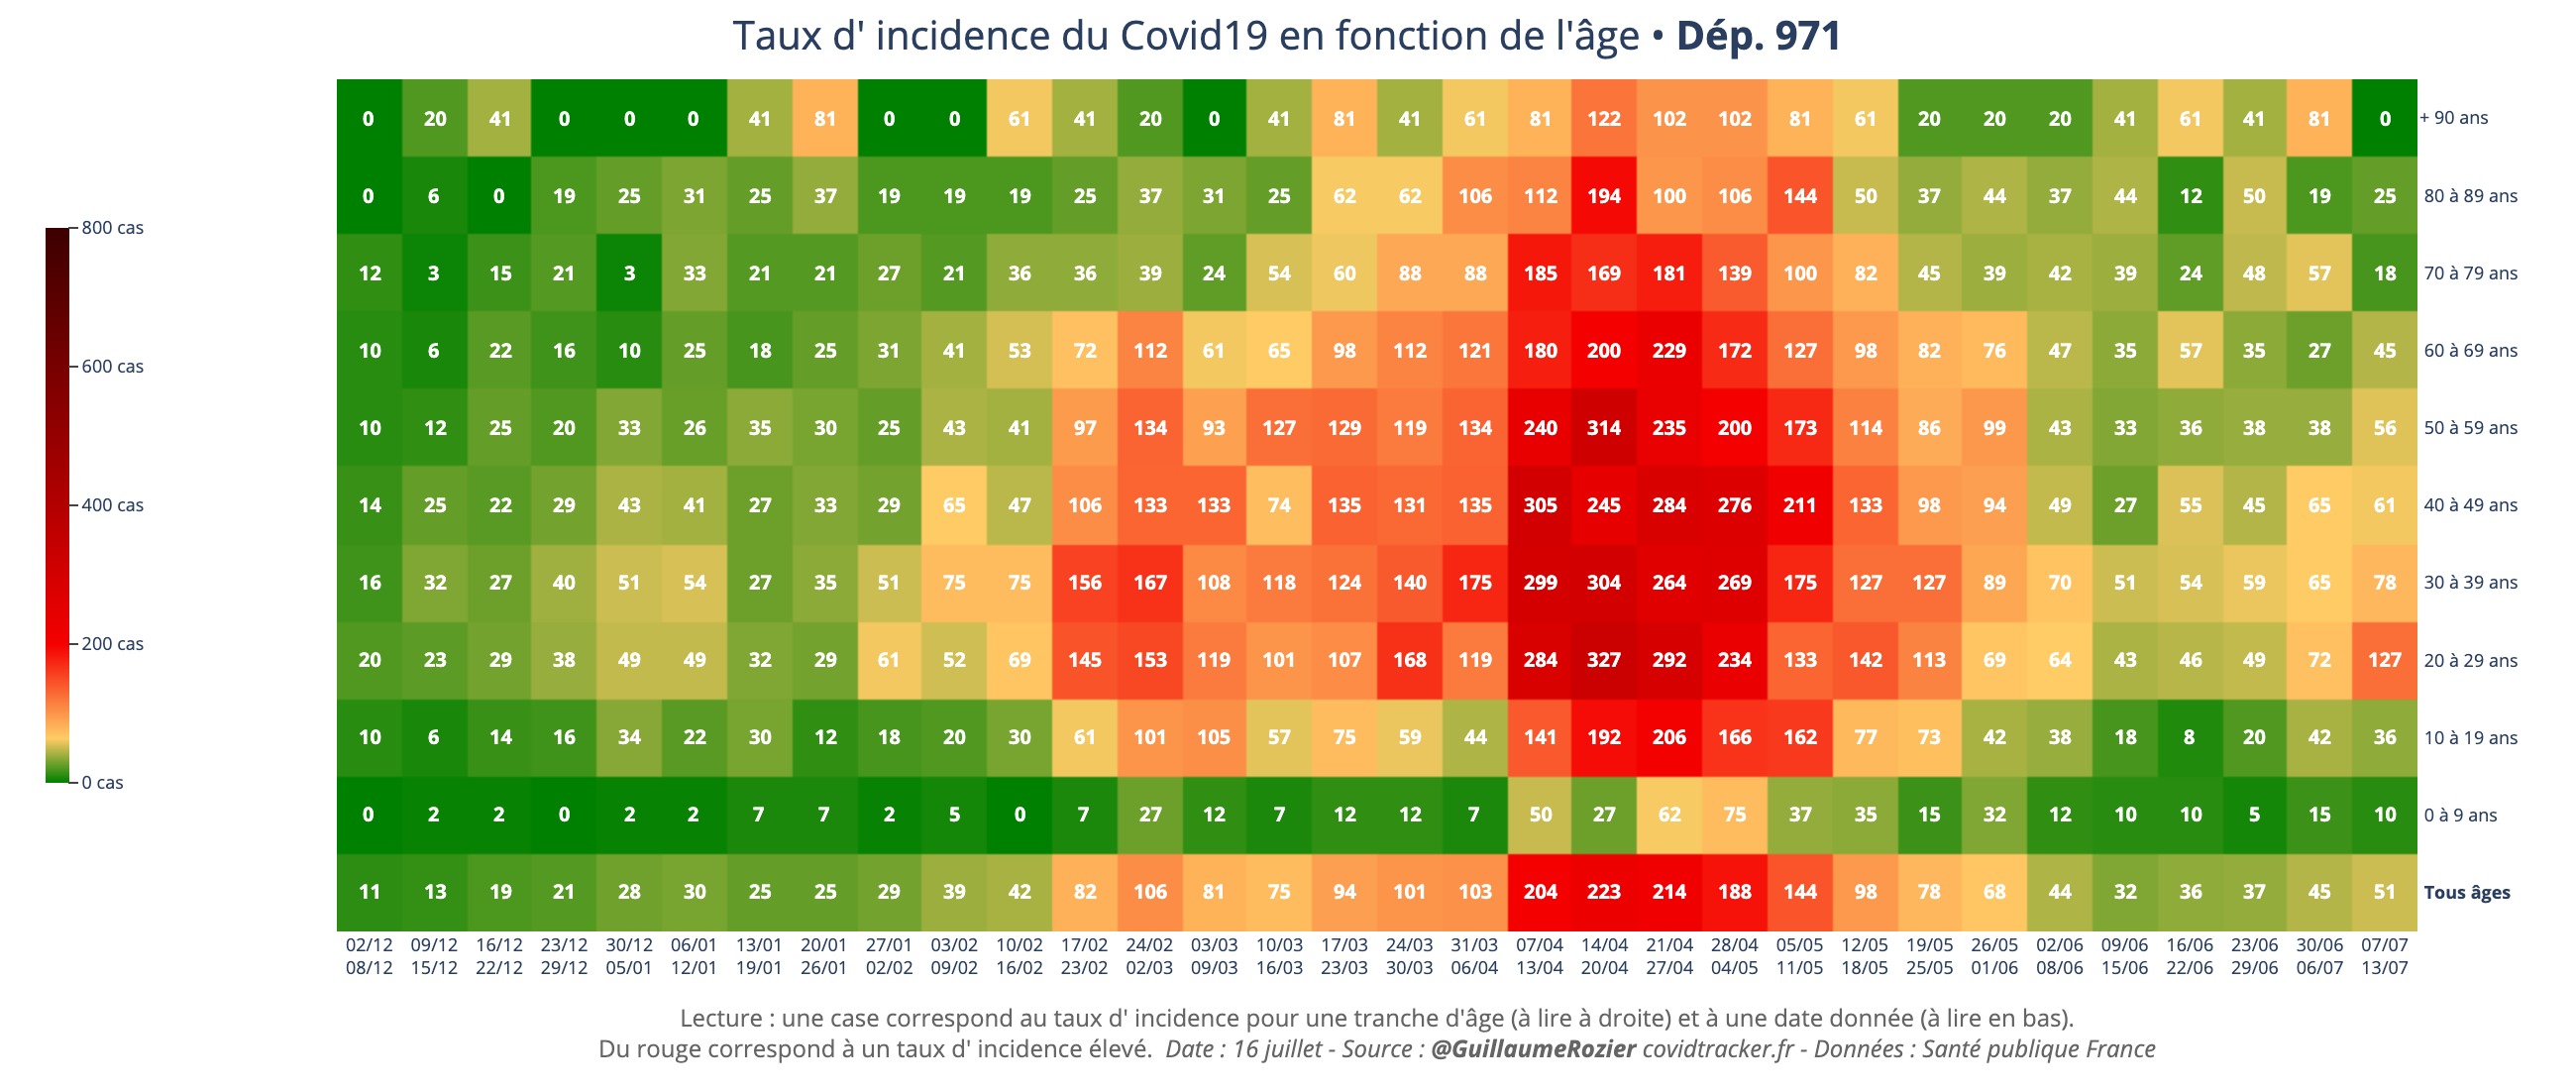 Taux d' incidence du Covid19 en fonction de l'âge • Dép. 971
0 20 41 0 0 0 41 81 0 0 61 41 20 0 41 81 41 61 81 122 102 102 81 61 20 20 20 41 61 41 81 0 + 90 ans
0 6 0 19 25 31 25 37 19 19 19 25 37 31 25 62 62 106 112 194 100 106 144 50 37 44 37 44 12 50 19 25 80 à 89 ans
12 3 15 21 3 33 21 21 27 21 36 36 39 24 54 60 88 88 185 169 181 139 100 82 45 39 42 39 24 48 57 18 70 à 79 ans
10 6 22 16 10 25 18 25 31 41 53 72 112 61 65 98 112 121 180 200 229 172 127 98 82 76 47 35 57 35 27 45 60 à 69 ans
10 12 25 20 33 26 35 30 25 43 41 97 134 93 127 129 119 134 240 314 235 200 173 114 86 99 43 33 36 38 38 56 50 à 59 ans
14 25 22 29 43 41 27 33 29 65 47 106 133 133 74 135 131 135 305 245 284 276 211 133 98 94 49 27 55 45 65 61 40 à 49 ans
16 32 27 40 51 54 27 35 51 75 75 156 167 108 118 124 140 175 299 304 264 269 175 127 127 89 70 51 54 59 65 78 30 à 39 ans
20 23 29 38 49 49 32 29 61 52 69 145 153 119 101 107 168 119 284 327 292 234 133 142 113 69 64 43 46 49 72 127 20 à 29 ans
10 6 14 16 34 22 30 12 18 20 30 61 101 105 57 75 59 44 141 192 206 166 162 77 73 42 38 18 8 20 42 36 10 à 19 ans
0 2 2 0 2 2 7 7 2 5 0 7 27 12 7 12 12 7 50 27 62 75 37 35 15 32 12 10 10 5 15 10 0 à 9 ans
11 13 19 21 28 30 25 25 29 39 42 82 106 81 75 94 101 103 204 223 214 188 144 98 78 68 44 32 36 37 45 51 Tous âges
02/12 09/12 16/12 23/12 30/12 06/01 13/01 20/01 27/01 03/02 10/02 17/02 24/02 03/03 10/03 17/03 24/03 31/03 07/04 14/04 21/04 28/04 05/05 12/05 19/05 26/05 02/06 09/06 16/06 23/06 30/06 07/07
08/12 15/12 22/12 29/12 05/01 12/01 19/01 26/01 02/02 09/02 16/02 23/02 02/03 09/03 16/03 23/03 30/03 06/04 13/04 20/04 27/04 04/05 11/05 18/05 25/05 01/06 08/06 15/06 22/06 29/06 06/07 13/07
800 cas
600 cas
400 cas
200 cas
0 cas
Lecture : une case correspond au taux d' incidence pour une tranche d'âge (à lire à droite) et à une date donnée (à lire en bas).
Du rouge correspond à un taux d' incidence élevé. Date : 16 juillet - Source : @GuillaumeRozier covidtracker.fr - Données : Santé publique France